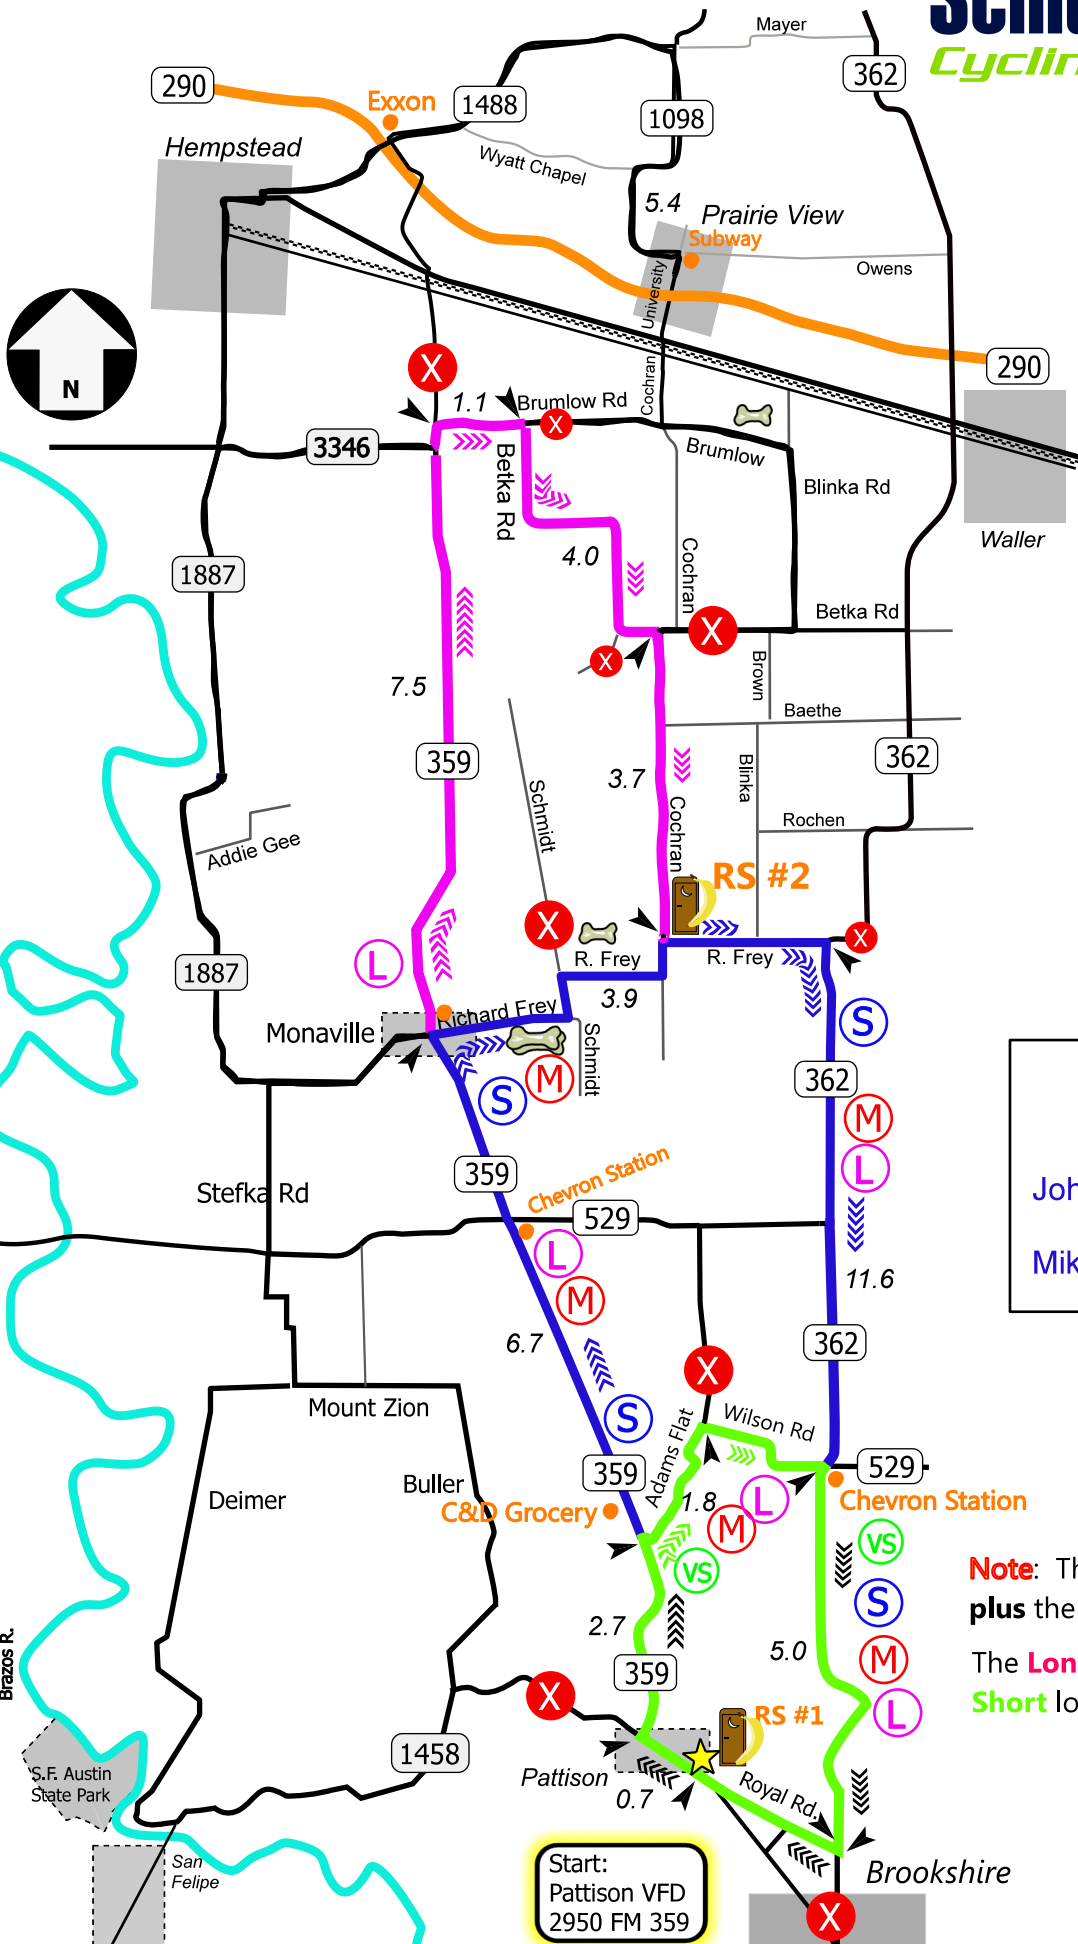 Mayer
Cyclin
290
362
Exxon
1488
1098
Hempstead
Wyatt Chapel
5.4
Prairie View
Subway
Owens
University
290
N
X
Cochran
1.1
Brumlow Rd
X
3346
Betka Rd
Brumlow
Blinka Rd
Waller
4.0
Cochran
1887
Betka Rd
X
X
7.5
Brown
Baethe
359
3.7
362
Schmidt
Blinka
Cochran
Rochen
Addie Gee
RS #2
X
X
L
R. Frey
R. Frey
1887
3.9
Richard Frey
S
Monaville
Schmidt
M
S
362
M
L
359
Chevron Station
Stefka Rd
Joh
529
L
Mik
11.6
M
6.7
362
X
Mount Zion
S
Adams Flat
Wilson Rd
359
529
Buller
Deimer
1.8
L
Chevron Station
C&D Grocery
M
VS
VS
Note: Th
plus the
S
2.7
5.0
M
The Lon
Short lo
359
L
Brazos R.
X
RS #1
1458
S.F. Austin
State Park
Pattison
0.7
Royal Rd.
San
Felipe
Start:
Pattison VFD
2950 FM 359
Brookshire
X